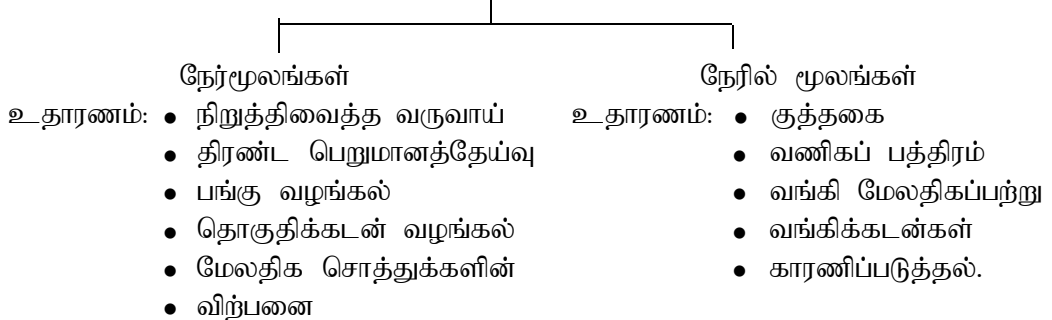 நேர்மூலங்கள்
உதாரணம்: ● நிறுத்திவைத்த வருவாய்
● திரண்ட பெறுமானத்தேய்வு
● பங்கு வழங்கல்
● தொகுதிக்கடன் வழங்கல்
● மேலதிக சொத்துக்களின்
● விற்பனை
நேரில் மூலங்கள்
உதாரணம்: ● குத்தகை
● வணிகப் பத்திரம்
● வங்கி மேலதிகப்பற்று
● வங்கிக்கடன்கள்
● காரணிப்படுத்தல்.